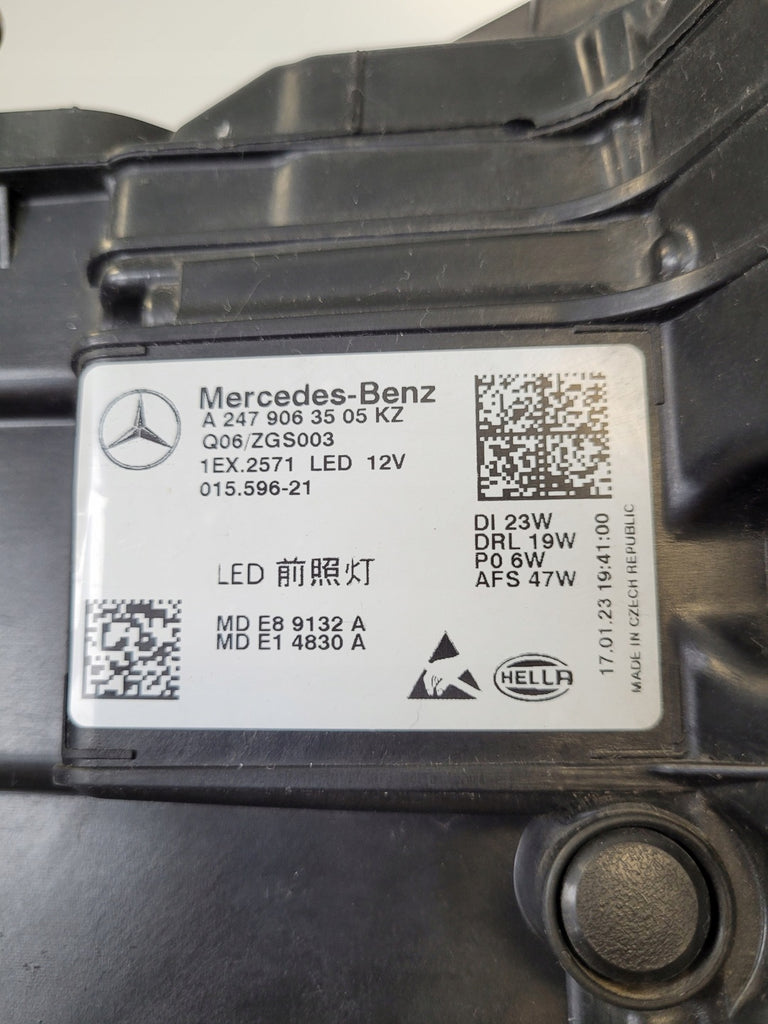 Mercedes-Benz
A 247 906 35 05 KZ
Q06/ZGS003
1EX.2571 LED 12V
015.596-21
DI 23W
DRL 19W
P0 6W
AFS 47W
LED 前照灯
MD E8 9132 A
MD E1 4830 A
HELLA
17.01.23 19:41:00
MADE IN CZECH REPUBLIC